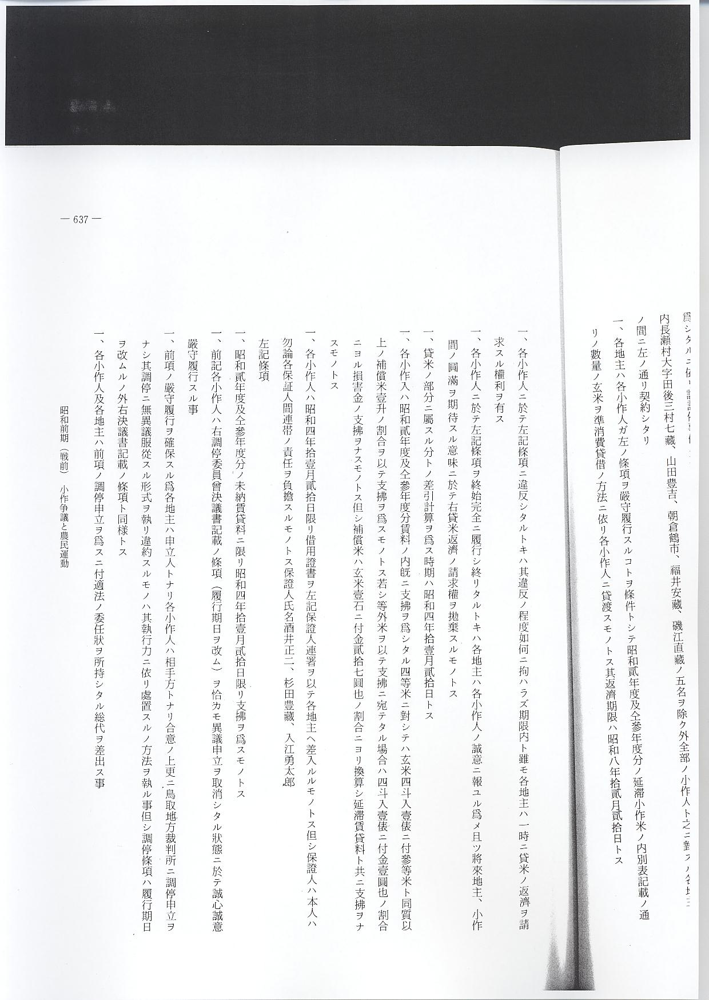 内長瀬村大字田後三村七藏、山田豊吉、朝倉鶴市、福井安藏、磯江直藏ノ五名ヲ除ク外全部ノ小作人ト之ニ對スル各地主
ノ間ニ左ノ通リ契約シタリ
一、各地主ハ各小作人ガ左ノ條項ヲ嚴守履行スルコトヲ條件トシテ昭和貳年度及仝參年度分ノ延滞小作米ノ内別表記載ノ通
リノ數量ノ玄米ヲ準消費貸借ノ方法ニ依リ各小作人ニ貸渡スモノトス其返濟期限ハ昭和八年拾貳月貳拾日トス
一、各小作人ニ於テ左記條項ニ違反シタルトキハ其違反ノ程度如何ニ拘ハラズ期限内ト雖モ各地主ハ一時ニ貸米ノ返濟ヲ請
求スル權利ヲ有ス
一、各小作人ニ於テ左記條項ヲ終始完全ニ履行シ終リタルトキハ各地主ハ各小作人ノ誠意ニ報ユル爲メ且ツ將來地主、小作
間ノ圓滿ヲ期待スル意味ニ於テ右貸米返濟ノ請求權ヲ拋棄スルモノトス
一、貸米ノ部分ニ屬スル分トノ差引計算ヲ爲ス時期ハ昭和四年拾壹月貳拾日トス
一、各小作入ハ昭和貳年度及仝參年度分賃料ノ内旣ニ支拂ヲ爲シタル四等米ニ對シテハ玄米四斗入壹俵ニ付參等米ト同質以
上ノ補償米壹升ノ割合ヲ以テ支拂ヲ爲スモノトス若シ等外米ヲ以テ支拂ニ宛テタル場合ハ四斗入壹俵ニ付金壹圓也ノ割合
ニヨル損害金ノ支拂ヲナスモノトス但シ補償米ハ玄米壹石ニ付金貳拾七圓也ノ割合ニヨリ換算シ延滞賃貸料ト共ニ支拂ヲナ
スモノトス
一、各小作人ハ昭和四年拾壹月貳拾日限リ借用證書ヲ左記保證人連署ヲ以テ各地主ヘ差入ルルモノトス但シ保證人ハ本人ハ
勿論各保証人間連帯ノ責任ヲ負擔スルモノトス保證人氏名酒井正二、杉田豊藏、入江勇太郎
左記條項
一、昭和貳年度及仝參年度分ノ未納賃貸料ニ限リ昭和四年拾壹月貳拾日限リ支拂ヲ爲スモノトス
一、前記各小作人ハ右調停委員會決議書記載ノ條項（履行期日ヲ改ム）ヲ恰カモ異議申立ヲ取消シタル狀態ニ於テ誠心誠意
嚴守履行スル事
一、前項ノ嚴守履行ヲ確保スル爲各地主ハ申立人トナリ各小作人ハ相手方トナリ合意ノ上更ニ鳥取地方裁判所ニ調停申立ヲ
ナシ其調停ニ無異議服從スル形式ヲ執リ違約スルモノハ其執行力ニ依リ處置スルノ方法ヲ執ル事但シ調停條項ハ履行期日
ヲ改ムルノ外右決議書記載ノ條項ト同様トス
一、各小作人及各地主ハ前項ノ調停申立ヲ爲スニ付適法ノ委任狀ヲ所持シタル総代ヲ差出ス事
昭和前期（戦前）　小作争議と農民運動
— 637 —